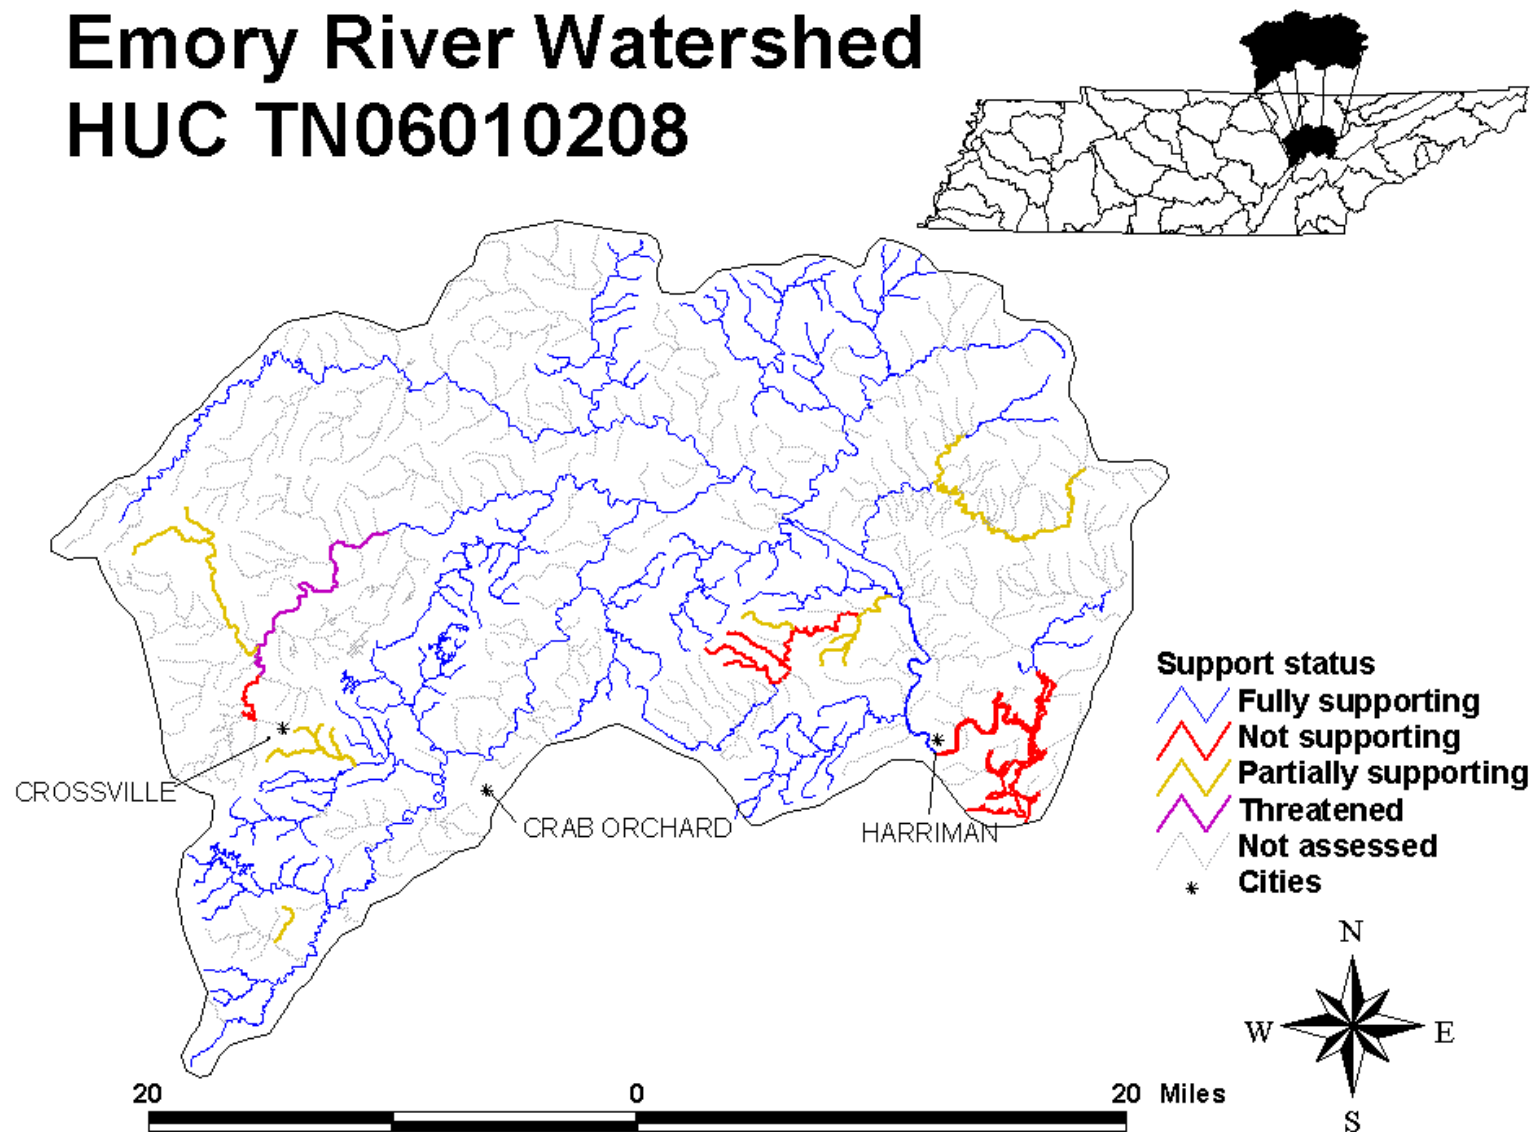 Emory River Watershed
HUC TN06010208
Support status
Fully supporting
Not supporting
Partially supporting
Threatened
Not assessed
Cities
CROSSVILLE
CRAB ORCHARD
HARRIMAN
N
W E
S
20 0 20 Miles